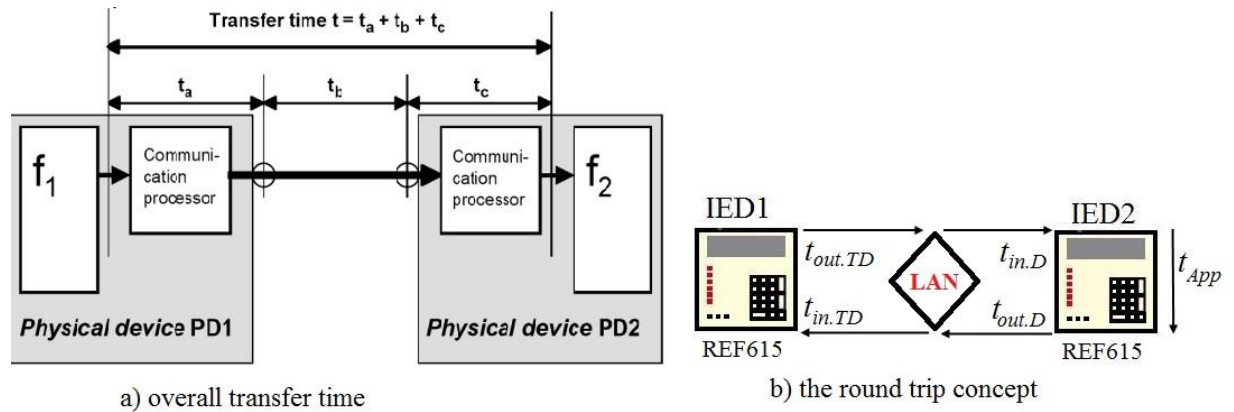 Transfer time t = ta + tb + tc
ta
tb
tc
f1
Communi-
cation
processor
Communi-
cation
processor
f2
Physical device PD1
Physical device PD2
a) overall transfer time
IED1
IED2
tout.TD
tin.D
LAN
tApp
tin.TD
tout.D
REF615
REF615
b) the round trip concept